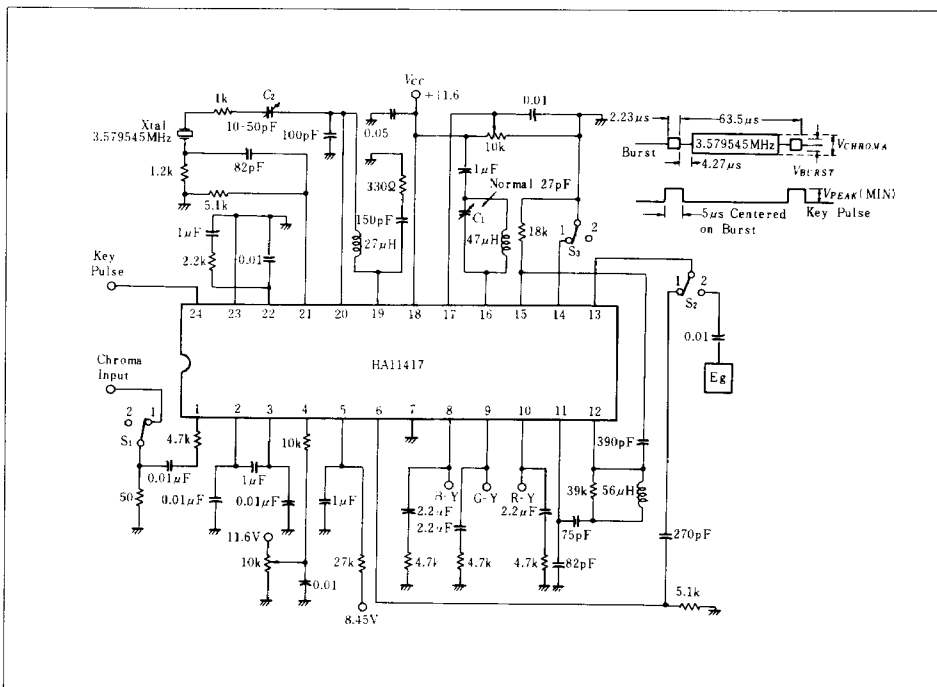 Vcc
+11.6
1k
C2
10-50pF
100pF
0.05
0.01
10k
Xtal
3.579545MHz
82pF
1.2k
5.1k
330Ω
150pF
27μH
1μF
Normal 27pF
C1
47μH
18k
1
2
S3
1μF
2.2k
0.01
2.23μs
63.5μs
Burst
3.579545MHz
VCHROMA
VBURST
4.27μs
VPEAK(MIN)
5μs Centered
on Burst
Key Pulse
1
2
S2
0.01
Eg
Key
Pulse
24 23 22 21 20 19 18 17 16 15 14 13
HA11417
1 2 3 4 5 6 7 8 9 10 11 12
Chroma
Input
2
1
S1
4.7k
0.01μF
50
0.01μF
1μF
0.01μF
10k
11.6V
10k
0.01
1μF
27k
8.45V
B-Y
G-Y
R-Y
2.2μF
2.2μF
2.2μF
4.7k
4.7k
4.7k
75pF
82pF
39k
56μH
390pF
270pF
5.1k